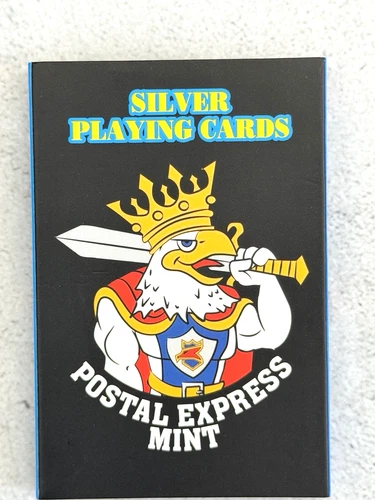 SILVER
PLAYING CARDS
POSTAL EXPRESS
MINT